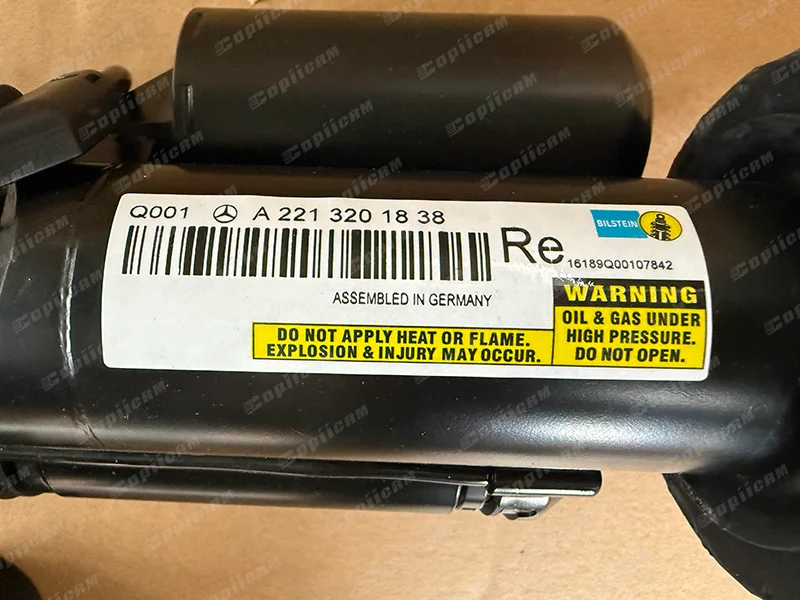 Q001 A 221 320 18 38
Re
BILSTEIN
16189Q00107842
ASSEMBLED IN GERMANY
WARNING
OIL & GAS UNDER
HIGH PRESSURE.
DO NOT OPEN.
DO NOT APPLY HEAT OR FLAME.
EXPLOSION & INJURY MAY OCCUR.
CopiiCAM